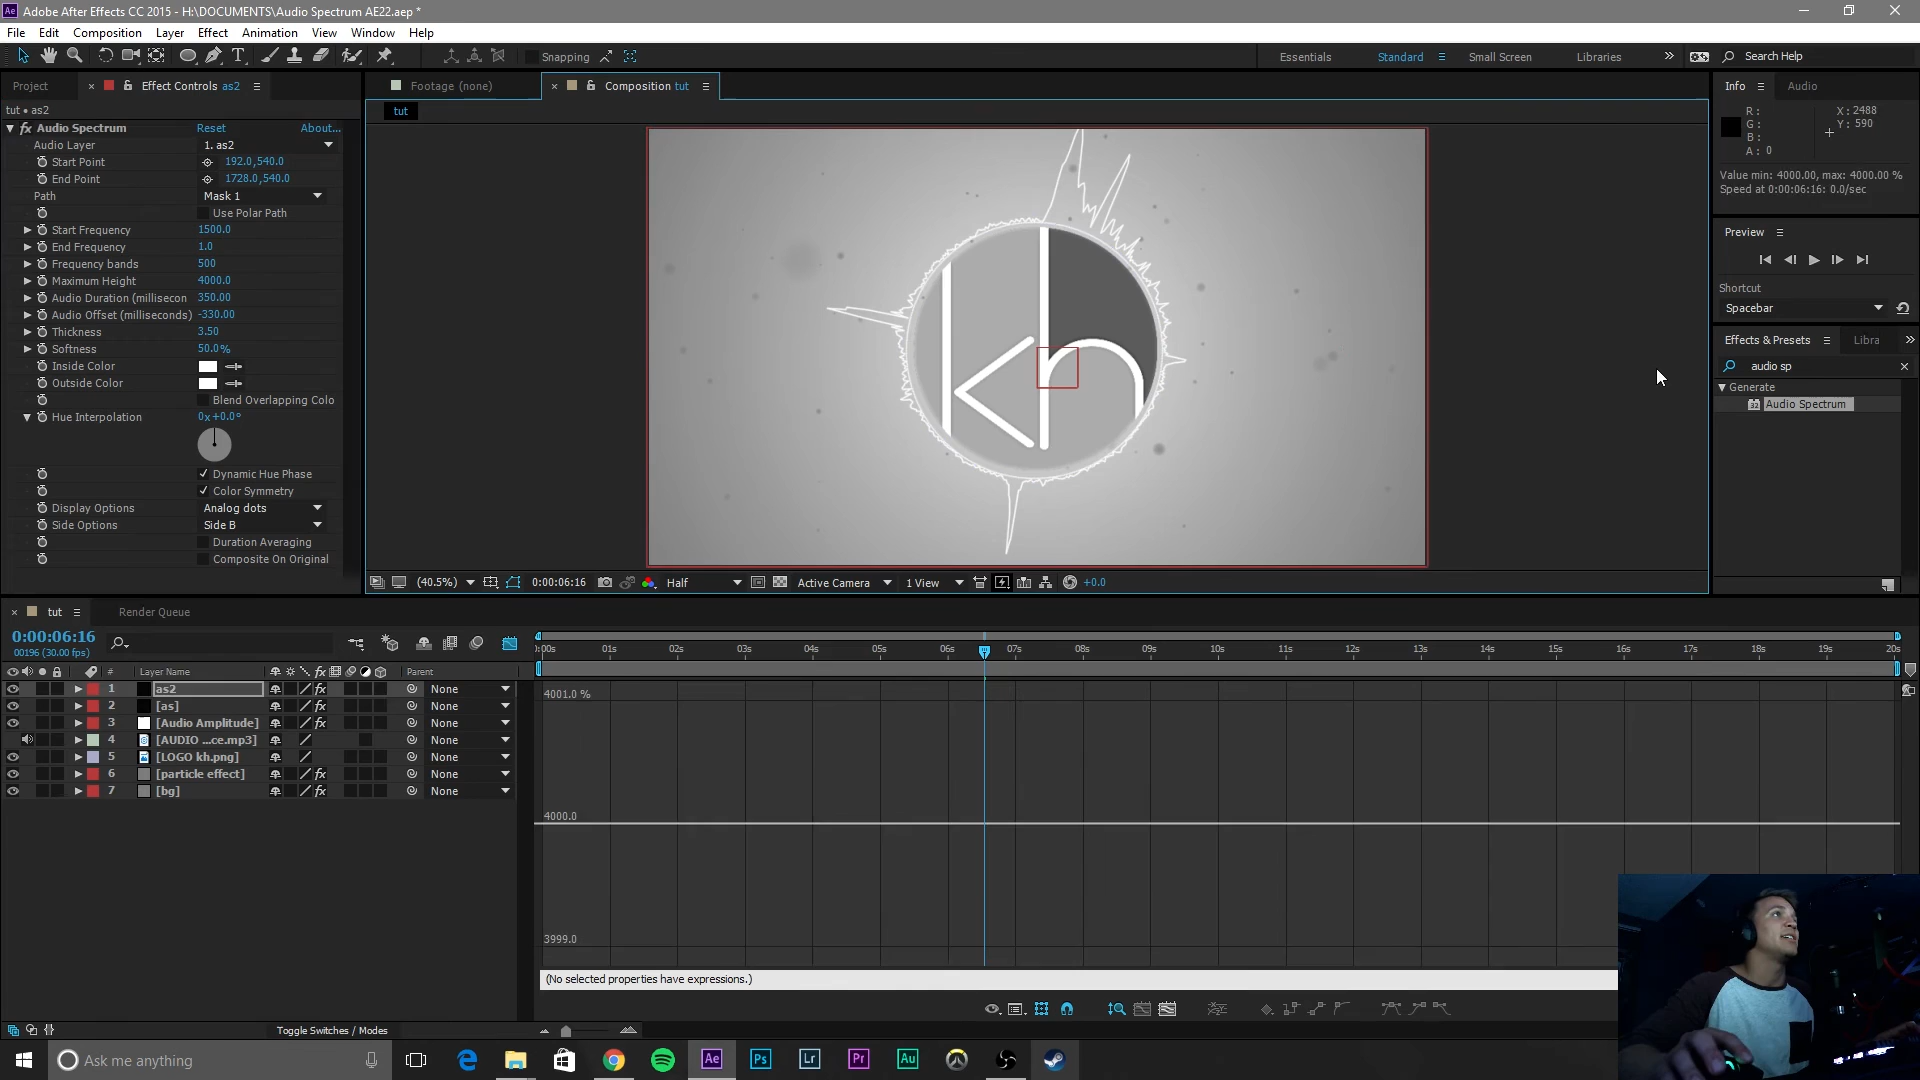 Adobe After Effects CC 2015 - H:\DOCUMENTS\Audio Spectrum AE22.aep *
File Edit Composition Layer Effect Animation View Window Help
Snapping
Essentials Standard Small Screen Libraries Search Help
Project Effect Controls as2
Footage (none) Composition tut
Info Audio
tut • as2
tut
fx Audio Spectrum Reset About...
Audio Layer 1. as2
Start Point 192.0,540.0
End Point 1728.0,540.0
Path Mask 1
Use Polar Path
Start Frequency 1500.0
End Frequency 1.0
Frequency bands 500
Maximum Height 4000.0
Audio Duration (millisecon 350.00
Audio Offset (milliseconds) -330.00
Thickness 3.50
Softness 50.0%
Inside Color
Outside Color
Blend Overlapping Colo
Hue Interpolation 0x+0.0°
Dynamic Hue Phase
Color Symmetry
Display Options Analog dots
Side Options Side B
Duration Averaging
Composite On Original
kh
R: X: 2488
G: Y: 590
B:
A: 0
Value min: 4000.00, max: 4000.00 %
Speed at 0:00:06:16: 0.0/sec
Preview
Shortcut
Spacebar
Effects & Presets Libra
audio sp
Generate
32 Audio Spectrum
(40.5%) 0:00:06:16 Half Active Camera 1 View +0.0
tut Render Queue
0:00:06:16
00196 (30.00 fps)
# Layer Name fx Parent
1 as2 fx None
2 [as] fx None
3 [Audio Amplitude] fx None
4 [AUDIO ...ce.mp3] None
5 [LOGO kh.png] None
6 [particle effect] fx None
7 [bg] fx None
):00s 01s 02s 03s 04s 05s 06s 07s 08s 09s 10s 11s 12s 13s 14s 15s 16s 17s 18s 19s 20s
4001.0 %
4000.0
3999.0
(No selected properties have expressions.)
Toggle Switches / Modes
Ask me anything
Ae Ps Lr Pr Au